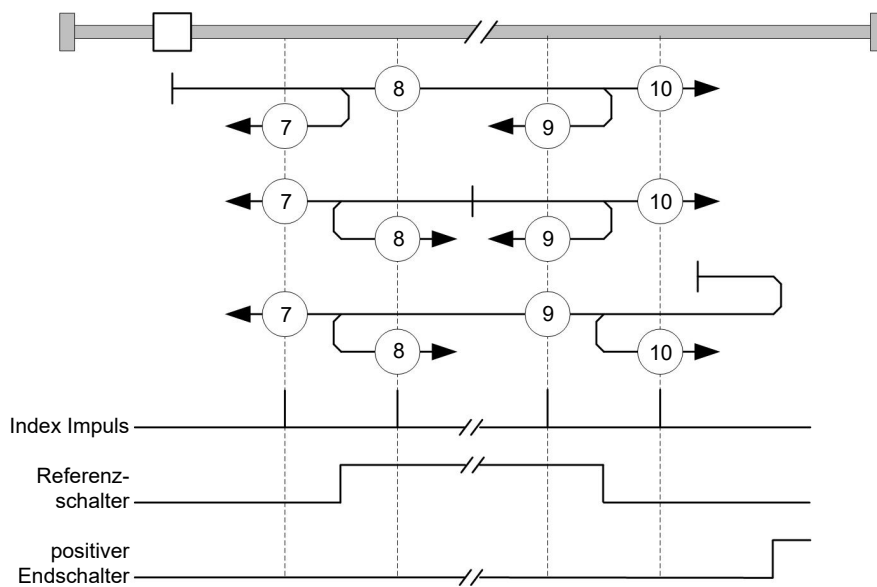 8
10
7
9
7
10
8
9
7
9
8
10
Index Impuls
Referenz-
schalter
positiver
Endschalter